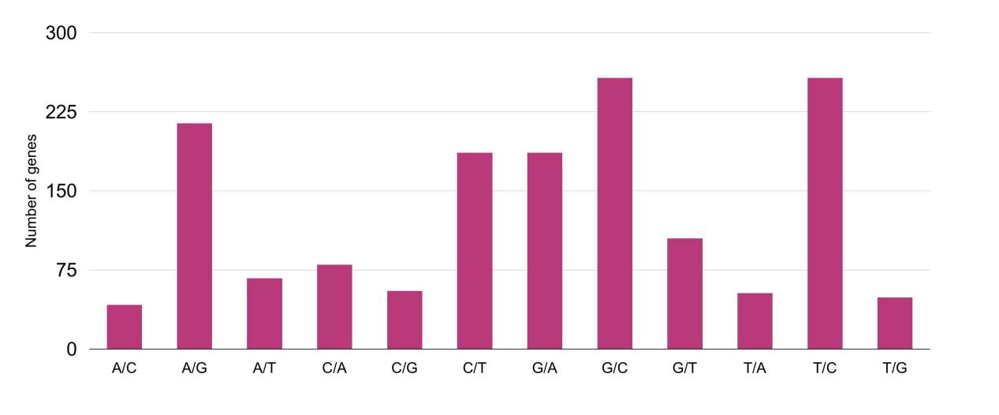 300
225
150
75
0
Number of genes
A/C A/G A/T C/A C/G C/T G/A G/C G/T T/A T/C T/G